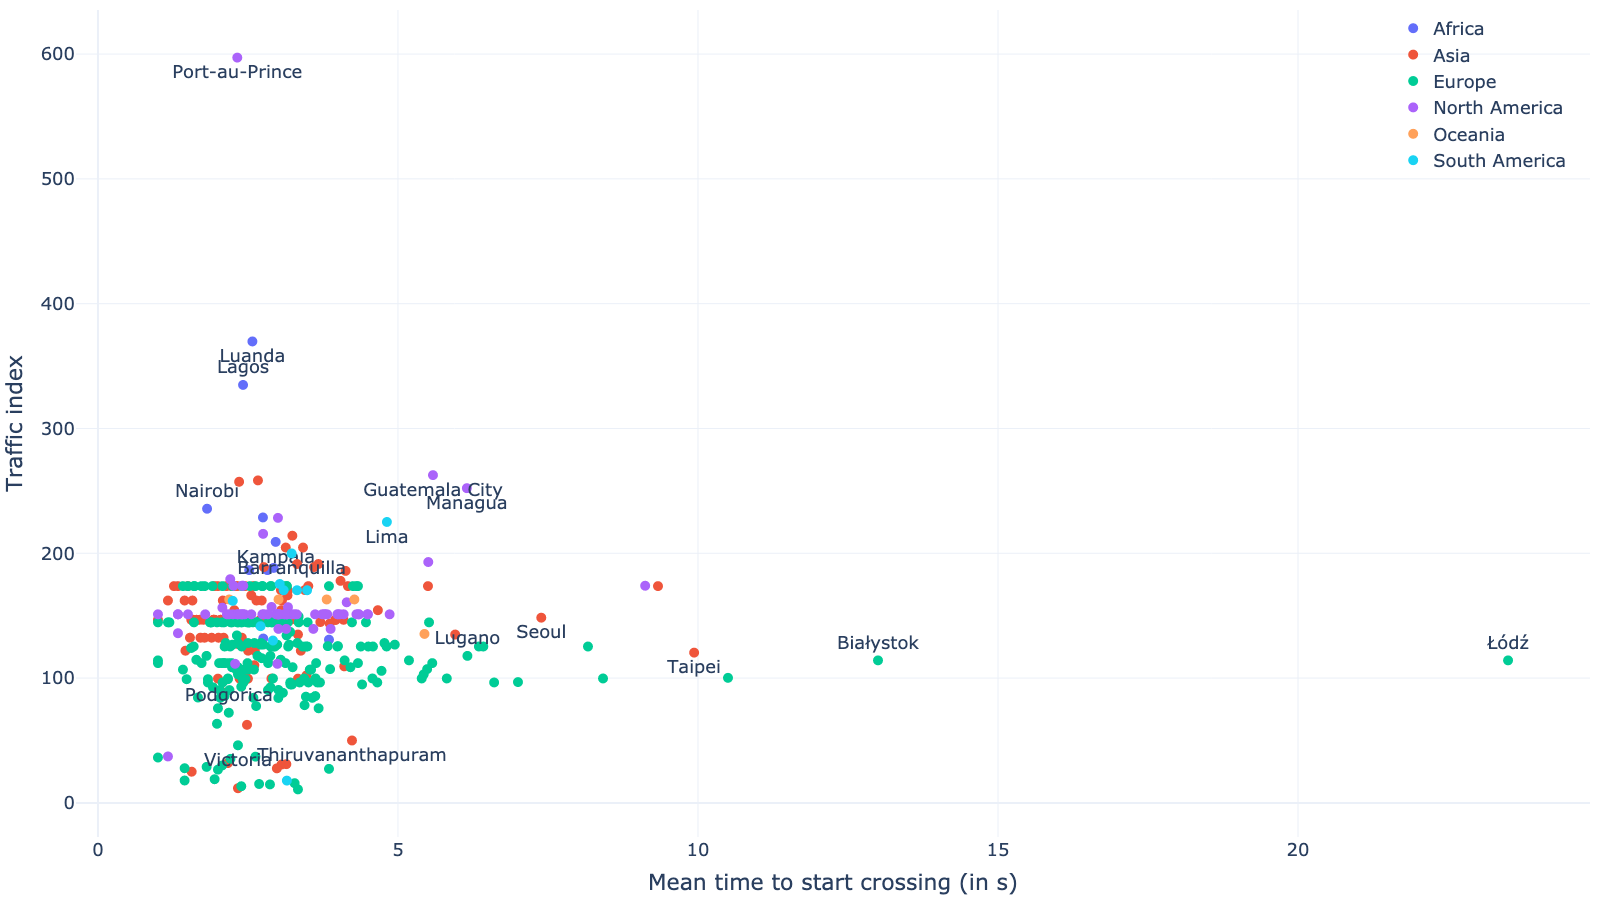 Africa
Asia
Europe
North America
Oceania
South America
600
Port-au-Prince
500
400
Luanda
Lagos
300
Traffic index
Nairobi
Guatemala City
Managua
Lima
200
Kampala
Barranquilla
Lugano
Seoul
Białystok
Łódź
Taipei
100
Podgorica
Thiruvananthapuram
Victoria
0
0
5
10
15
20
Mean time to start crossing (in s)